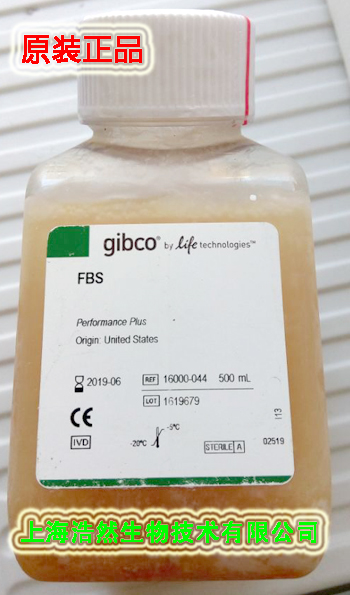 原装正品
gibco® by life technologies™
FBS
Performance Plus
Origin: United States
2019-06 REF 16000-044 500 mL
LOT 1619679
CE
IVD -20°C -5°C STERILE A 02519
I13
上海浩然生物技术有限公司